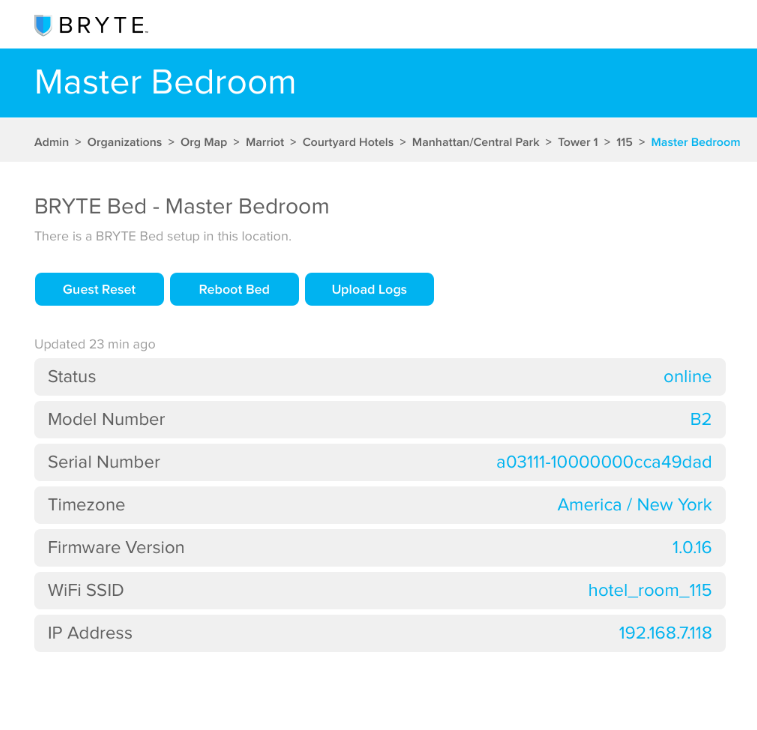 BRYTE
Master Bedroom
Admin > Organizations > Org Map > Marriot > Courtyard Hotels > Manhattan/Central Park > Tower 1 > 115 > Master Bedroom
BRYTE Bed - Master Bedroom
There is a BRYTE Bed setup in this location.
Guest Reset Reboot Bed Upload Logs
Updated 23 min ago
Status online
Model Number B2
Serial Number a03111-10000000cca49dad
Timezone America / New York
Firmware Version 1.0.16
WiFi SSID hotel_room_115
IP Address 192.168.7.118